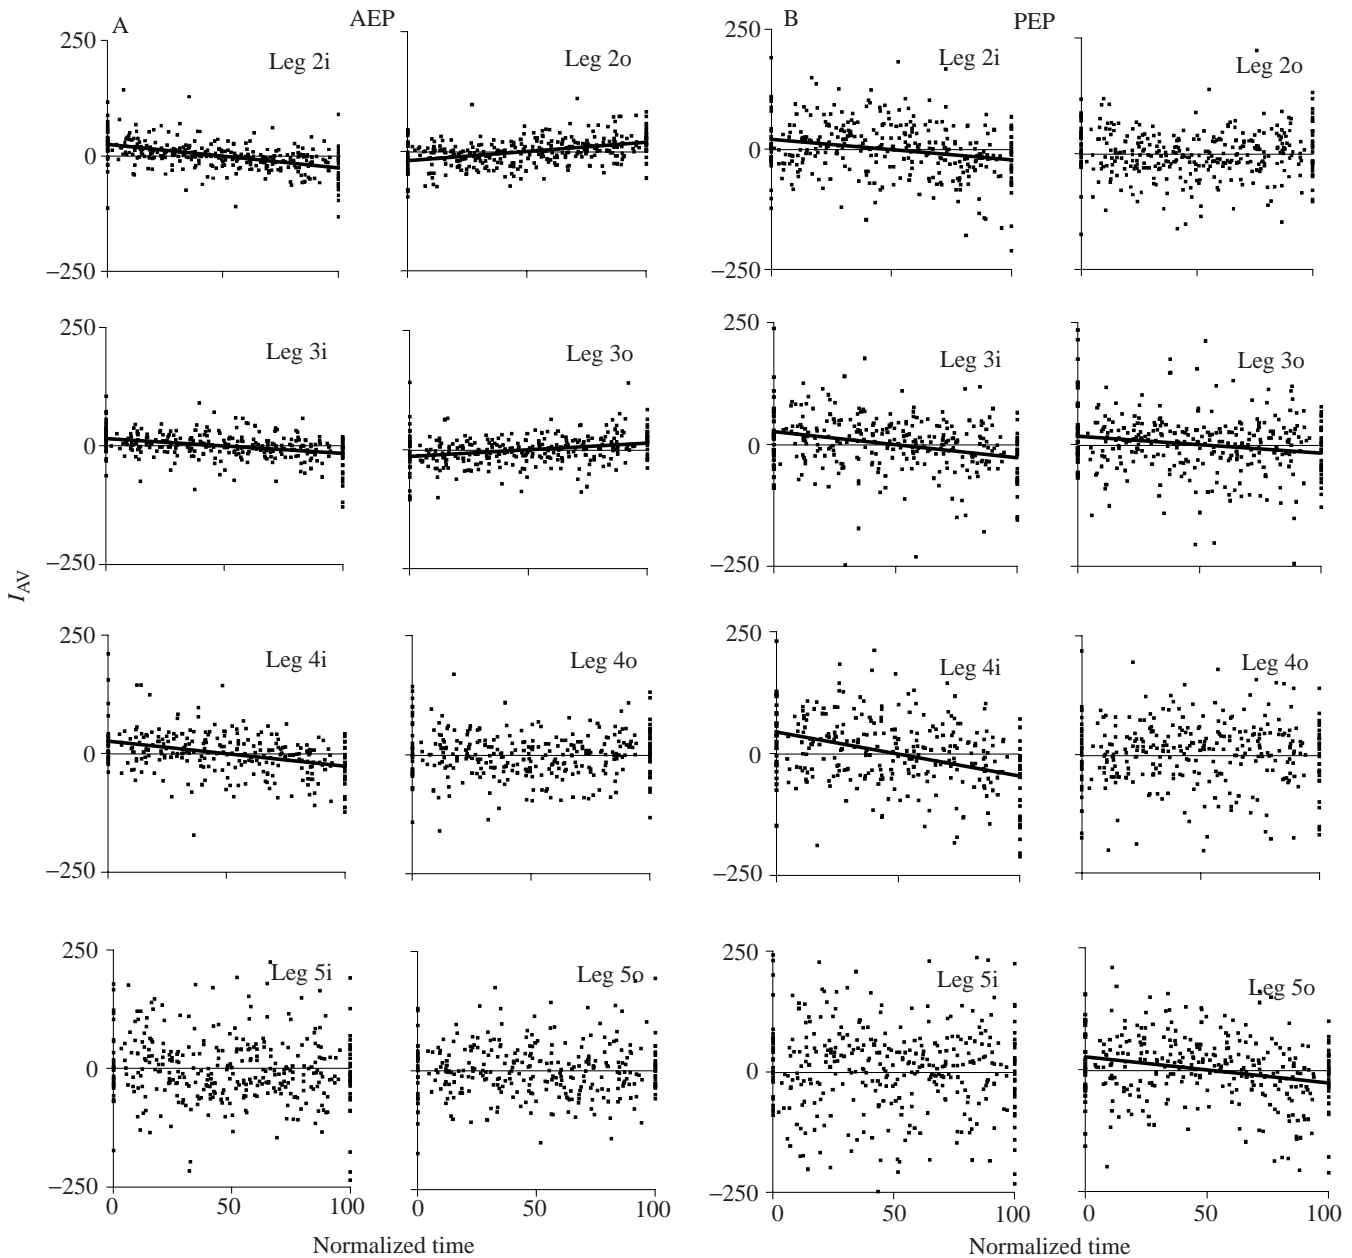 A AEP B PEP
250 Leg 2i Leg 2o 250 Leg 2i Leg 2o
0 0
−250 −250
250 Leg 3i Leg 3o 250 Leg 3i Leg 3o
0 0
−250 −250
I_AV
250 Leg 4i Leg 4o 250 Leg 4i Leg 4o
0 0
−250 −250
250 Leg 5i Leg 5o 250 Leg 5i Leg 5o
0 0
−250 −250
0 50 100 0 50 100 0 50 100 0 50 100
Normalized time Normalized time